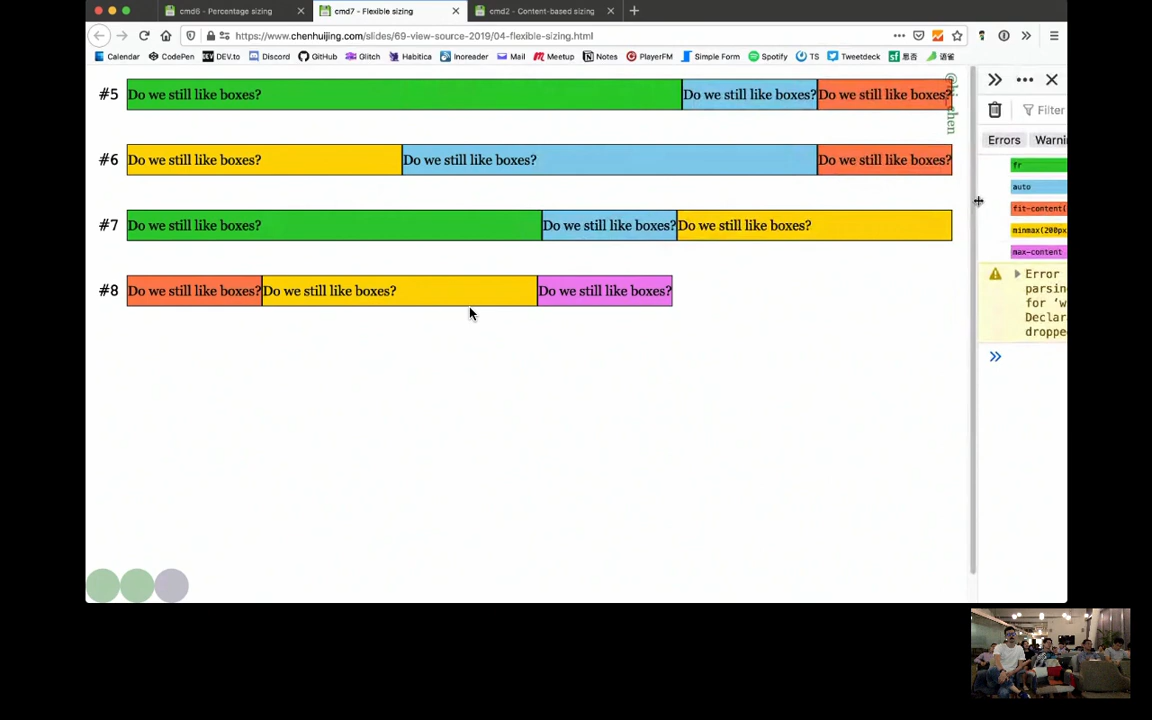 cmd6 - Percentage sizing
cmd7 - Flexible sizing
cmd2 - Content-based sizing
https://www.chenhuijing.com/slides/69-view-source-2019/04-flexible-sizing.html
Calendar CodePen DEV.to Discord GitHub Glitch Habitica Inoreader Mail Meetup Notes PlayerFM Simple Form Spotify TS Tweetdeck 思否 语雀
#5 Do we still like boxes? Do we still like boxes? Do we still like boxes?
#6 Do we still like boxes? Do we still like boxes? Do we still like boxes?
#7 Do we still like boxes? Do we still like boxes? Do we still like boxes?
#8 Do we still like boxes? Do we still like boxes? Do we still like boxes?
Filter
Errors Warni
fr
auto
fit-content(
minmax(200px
max-content
Error
parsin
for ‘w
Declar
droppe